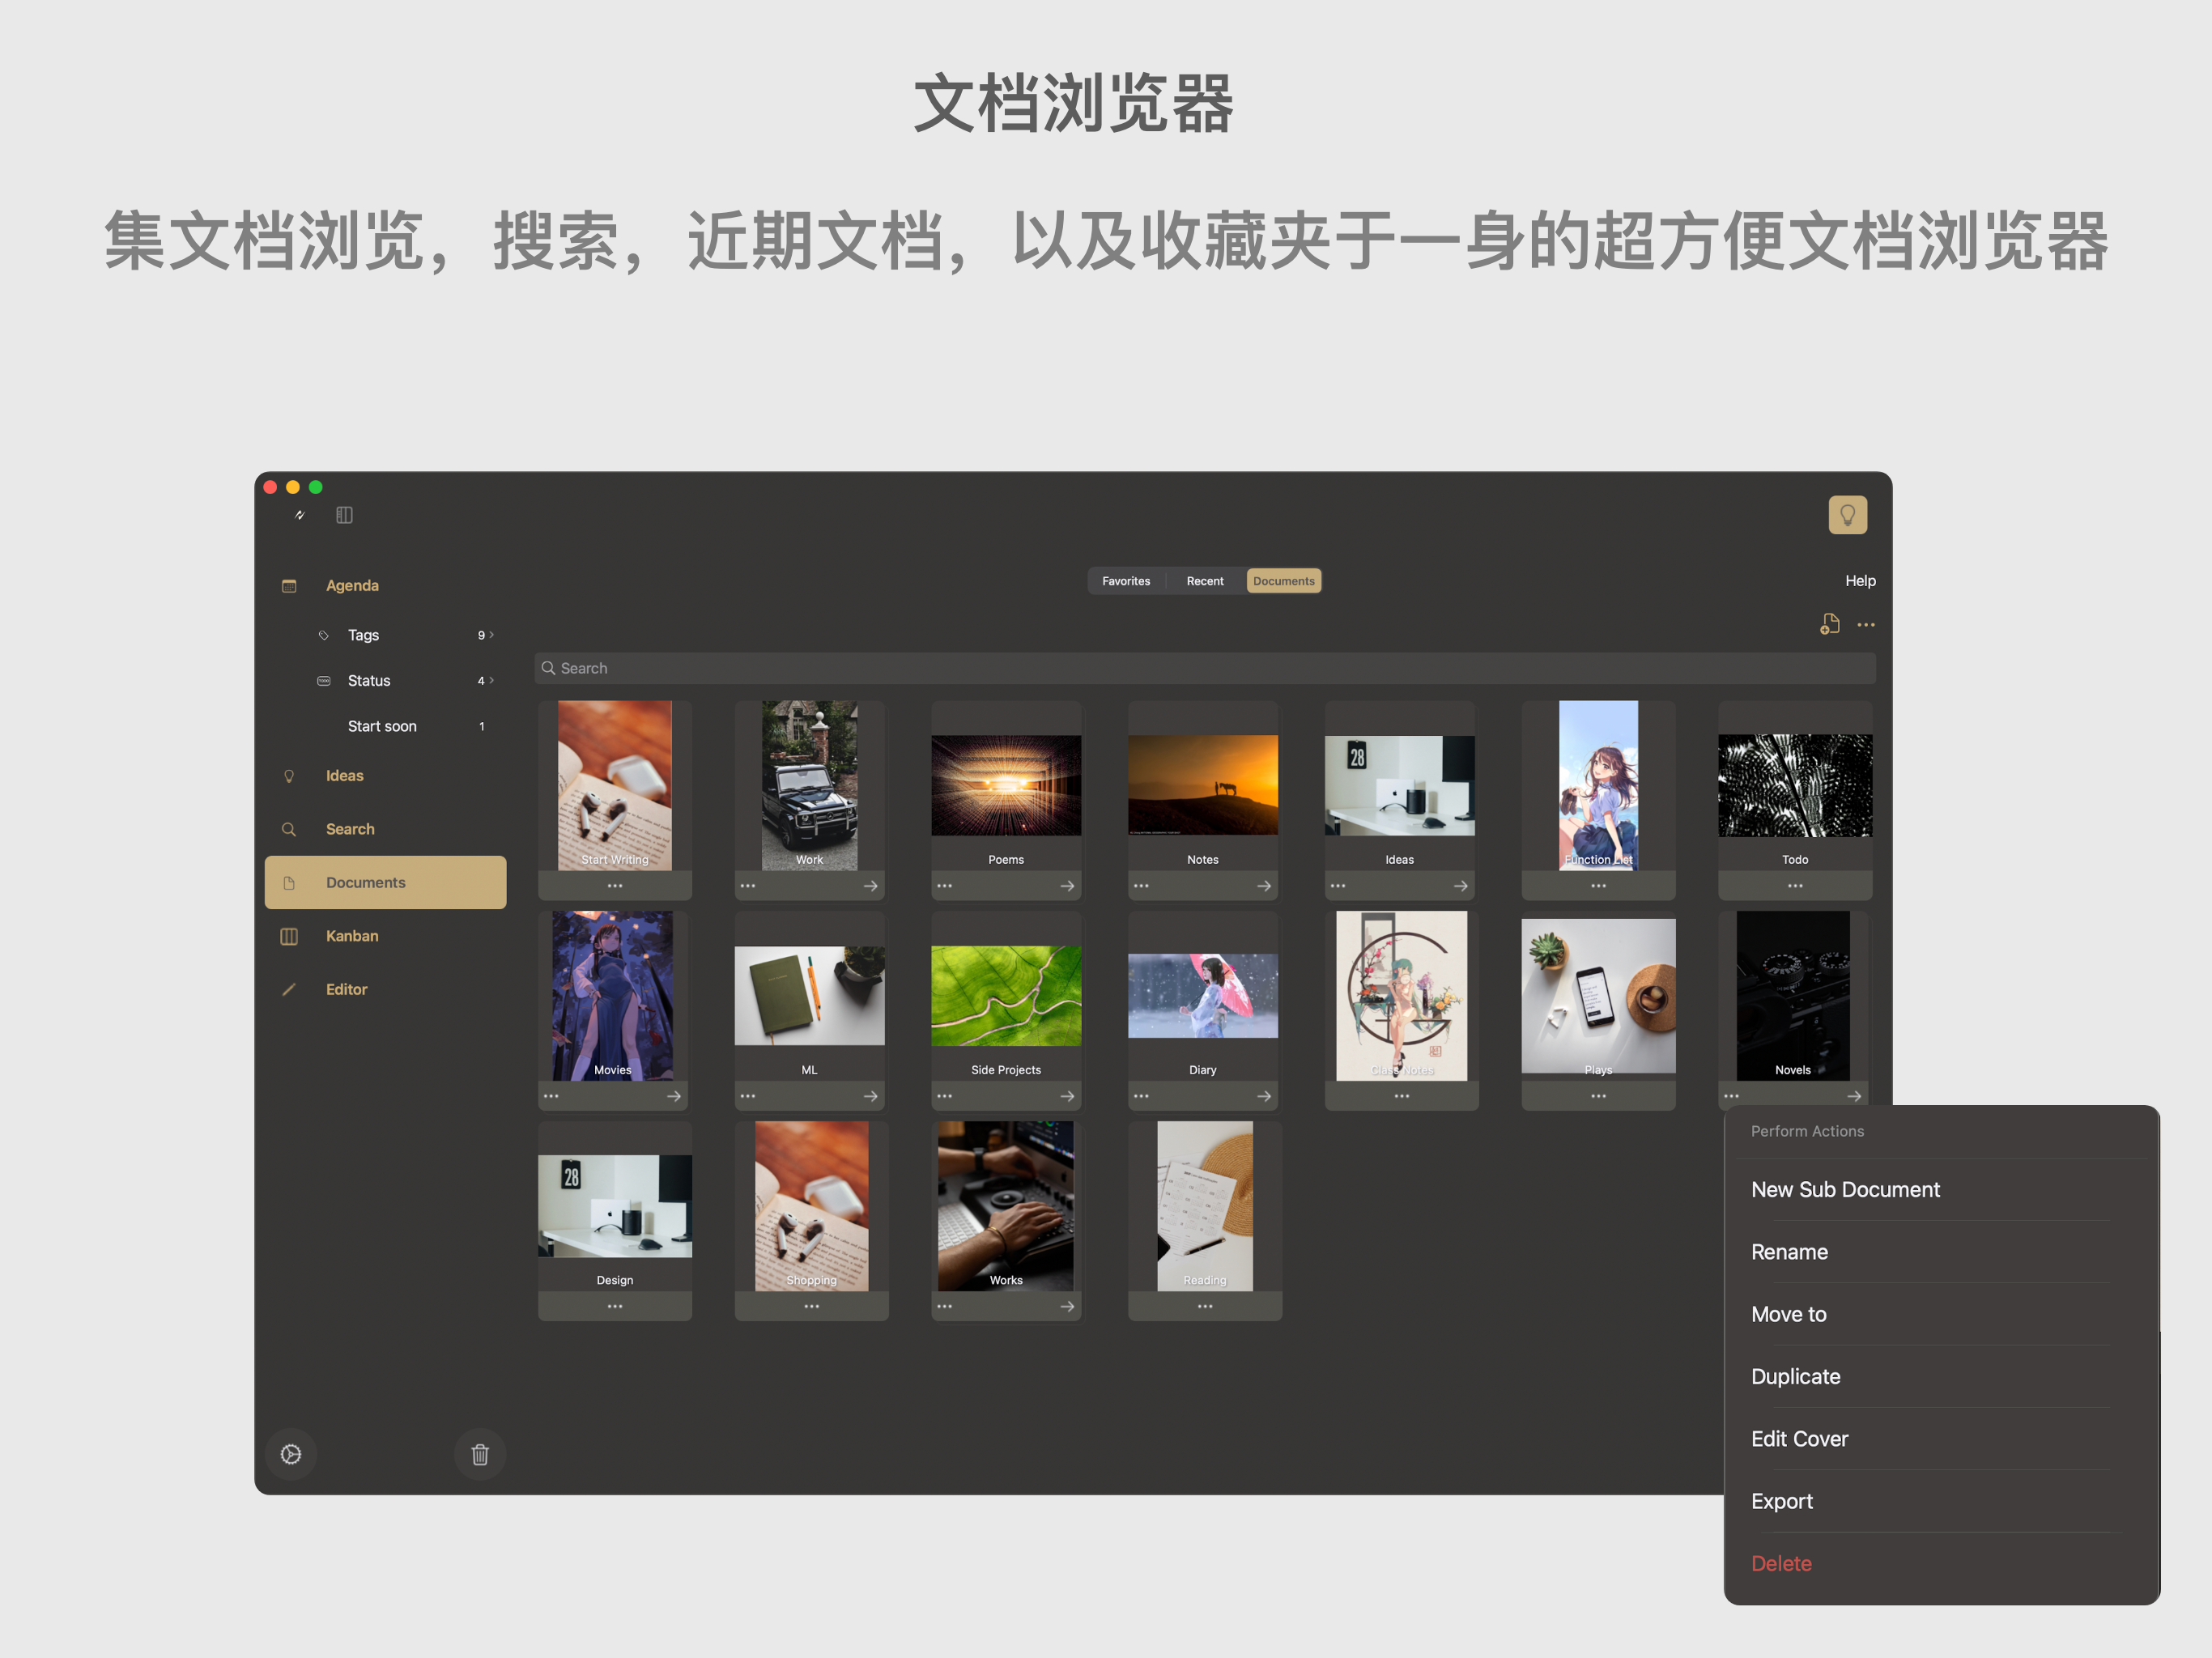 文档浏览器
集文档浏览，搜索，近期文档，以及收藏夹于一身的超方便文档浏览器
Agenda
Tags 9
Status 4
Start soon 1
Ideas
Search
Documents
Kanban
Editor
Favorites Recent Documents
Help
Search
28
Start Writing Work Poems Notes Ideas Function List Todo
Movies ML Side Projects Diary Class Notes Plays Novels
28
Design Shopping Works Reading
Perform Actions
New Sub Document
Rename
Move to
Duplicate
Edit Cover
Export
Delete